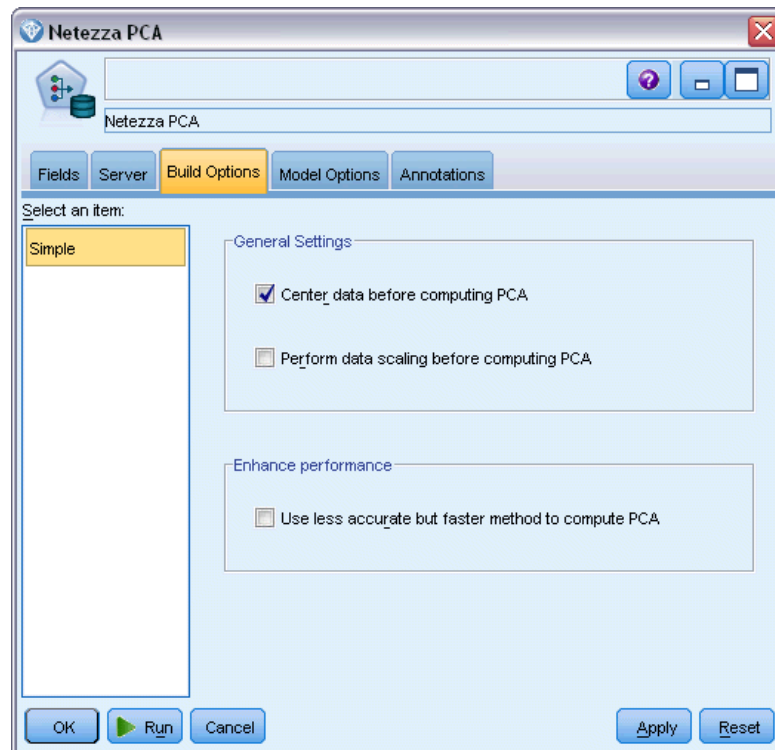 Netezza PCA
Netezza PCA
Fields Server Build Options Model Options Annotations
Select an item:
Simple
General Settings
Center data before computing PCA
Perform data scaling before computing PCA
Enhance performance
Use less accurate but faster method to compute PCA
OK Run Cancel Apply Reset